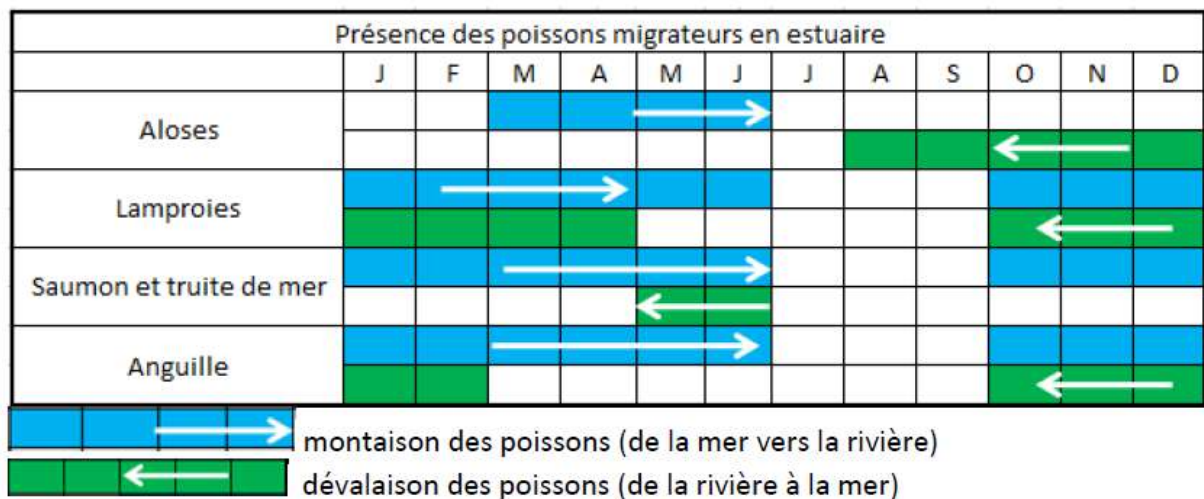 Présence des poissons migrateurs en estuaire
J F M A M J J A S O N D
Aloses
Lamproies
Saumon et truite de mer
Anguille
montaison des poissons (de la mer vers la rivière)
dévalaison des poissons (de la rivière à la mer)